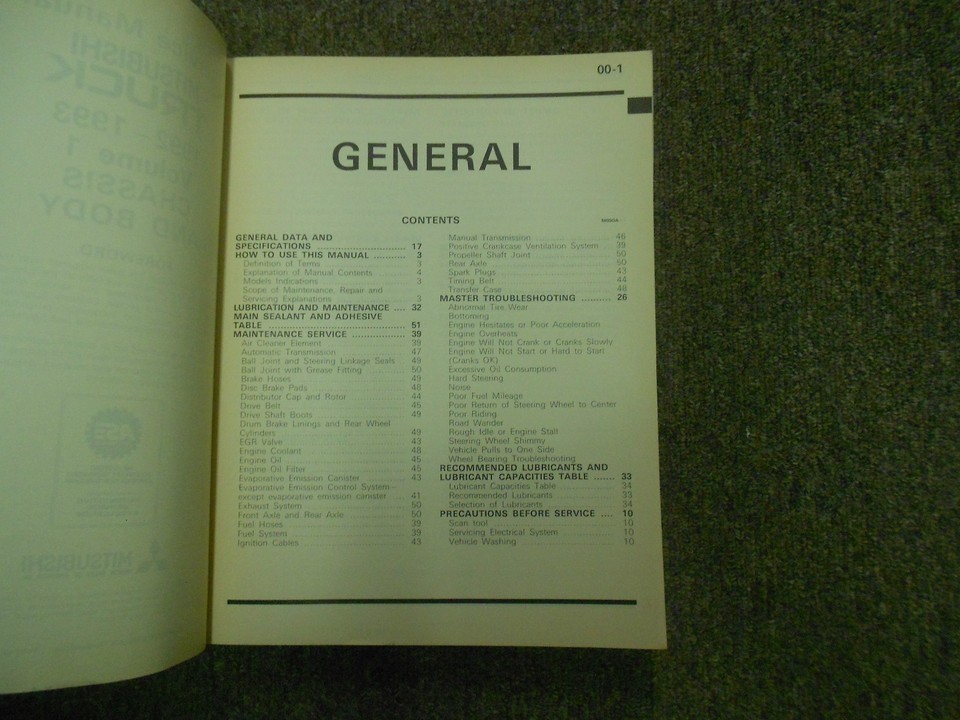 00-1
GENERAL
CONTENTS
GENERAL DATA AND
SPECIFICATIONS ........................... 17
HOW TO USE THIS MANUAL .......... 3
Definition of Terms 3
Explanation of Manual Contents 4
Models Indications 3
Scope of Maintenance, Repair and
Servicing Explanations 3
LUBRICATION AND MAINTENANCE .... 32
MAIN SEALANT AND ADHESIVE
TABLE .......................................... 51
MAINTENANCE SERVICE ................ 39
Air Cleaner Element 39
Automatic Transmission 47
Ball Joint and Steering Linkage Seals 49
Ball Joint with Grease Fitting 50
Brake Hoses 49
Disc Brake Pads 48
Distributor Cap and Rotor 44
Drive Belt 45
Drive Shaft Boots 49
Drum Brake Linings and Rear Wheel
Cylinders 49
EGR Valve 43
Engine Coolant 48
Engine Oil 45
Engine Oil Filter 45
Evaporative Emission Canister 43
Evaporative Emission Control System–
except evaporative emission canister 41
Exhaust System 50
Front Axle and Rear Axle 50
Fuel Hoses 39
Fuel System 39
Ignition Cables 43
Manual Transmission 46
Positive Crankcase Ventilation System 39
Propeller Shaft Joint 50
Rear Axle 50
Spark Plugs 43
Timing Belt 44
Transfer Case 48
MASTER TROUBLESHOOTING .......... 26
Abnormal Tire Wear
Bottoming
Engine Hesitates or Poor Acceleration
Engine Overheats
Engine Will Not Crank or Cranks Slowly
Engine Will Not Start or Hard to Start
(Cranks OK)
Excessive Oil Consumption
Hard Steering
Noise
Poor Fuel Mileage
Poor Return of Steering Wheel to Center
Poor Riding
Road Wander
Rough Idle or Engine Stall
Steering Wheel Shimmy
Vehicle Pulls to One Side
Wheel Bearing Troubleshooting
RECOMMENDED LUBRICANTS AND
LUBRICANT CAPACITIES TABLE ....... 33
Lubricant Capacities Table 34
Recommended Lubricants 33
Selection of Lubricants 34
PRECAUTIONS BEFORE SERVICE .... 10
Scan tool 10
Servicing Electrical System 10
Vehicle Washing 10